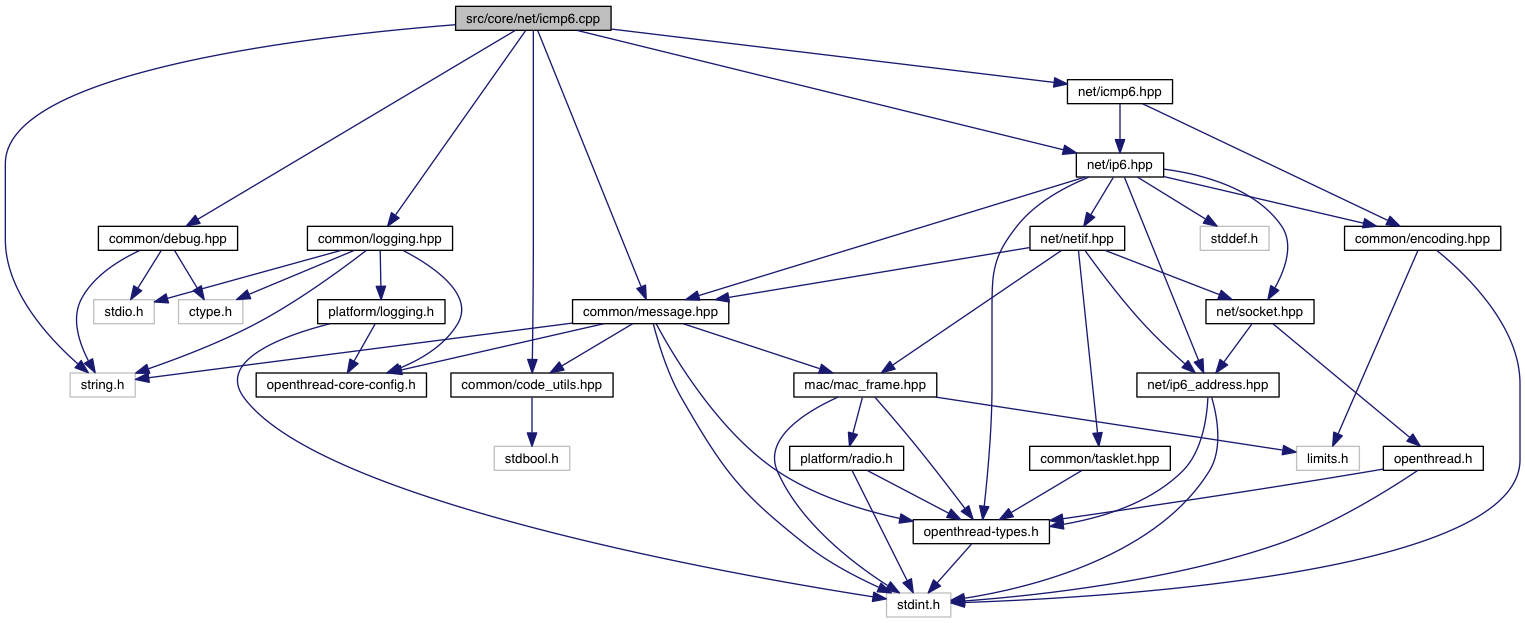 src/core/net/icmp6.cpp
net/icmp6.hpp
net/ip6.hpp
common/debug.hpp
common/logging.hpp
net/netif.hpp
stddef.h
common/encoding.hpp
stdio.h
ctype.h
platform/logging.h
common/message.hpp
net/socket.hpp
string.h
openthread-core-config.h
common/code_utils.hpp
mac/mac_frame.hpp
net/ip6_address.hpp
stdbool.h
platform/radio.h
common/tasklet.hpp
limits.h
openthread.h
openthread-types.h
stdint.h